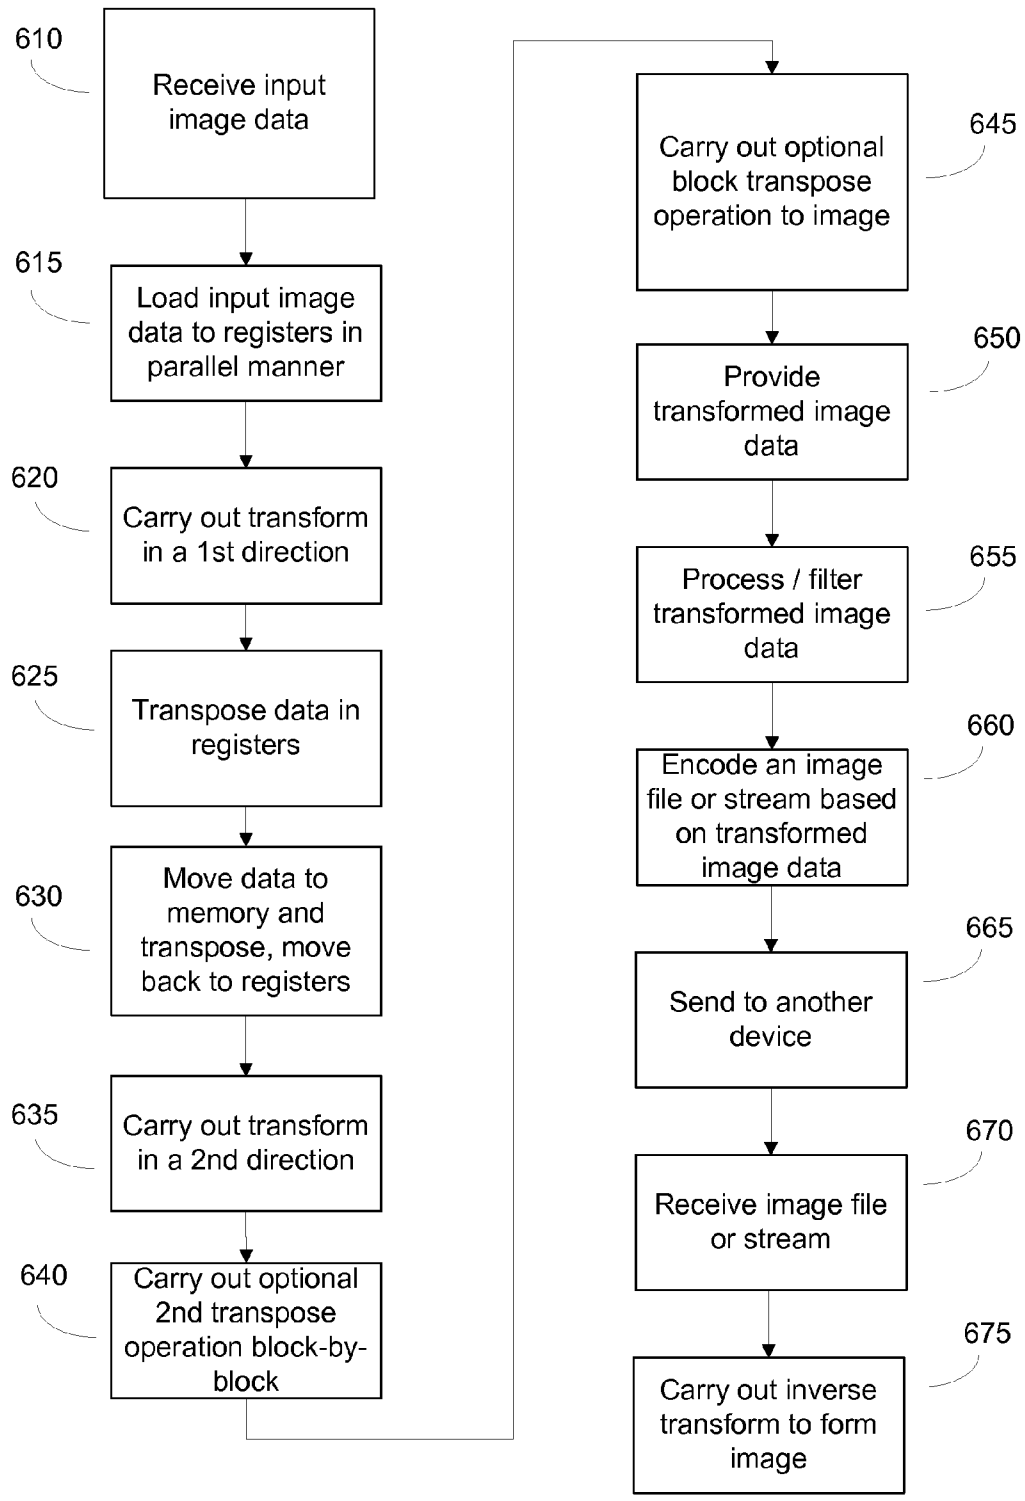 610
Receive input
image data
615
Load input image
data to registers in
parallel manner
620
Carry out transform
in a 1st direction
625
Transpose data in
registers
630
Move data to
memory and
transpose, move
back to registers
635
Carry out transform
in a 2nd direction
640
Carry out optional
2nd transpose
operation block-by-
block
645
Carry out optional
block transpose
operation to image
650
Provide
transformed image
data
655
Process / filter
transformed image
data
660
Encode an image
file or stream based
on transformed
image data
665
Send to another
device
670
Receive image file
or stream
675
Carry out inverse
transform to form
image